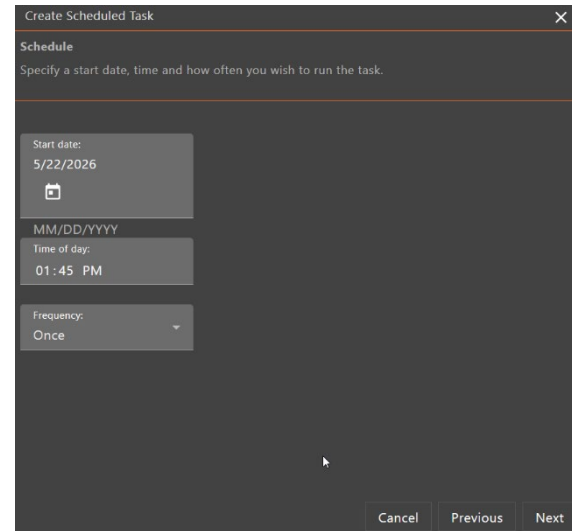 Create Scheduled Task
Schedule
Specify a start date, time and how often you wish to run the task.
Start date:
5/22/2026
MM/DD/YYYY
Time of day:
01:45 PM
Frequency:
Once
Cancel Previous Next